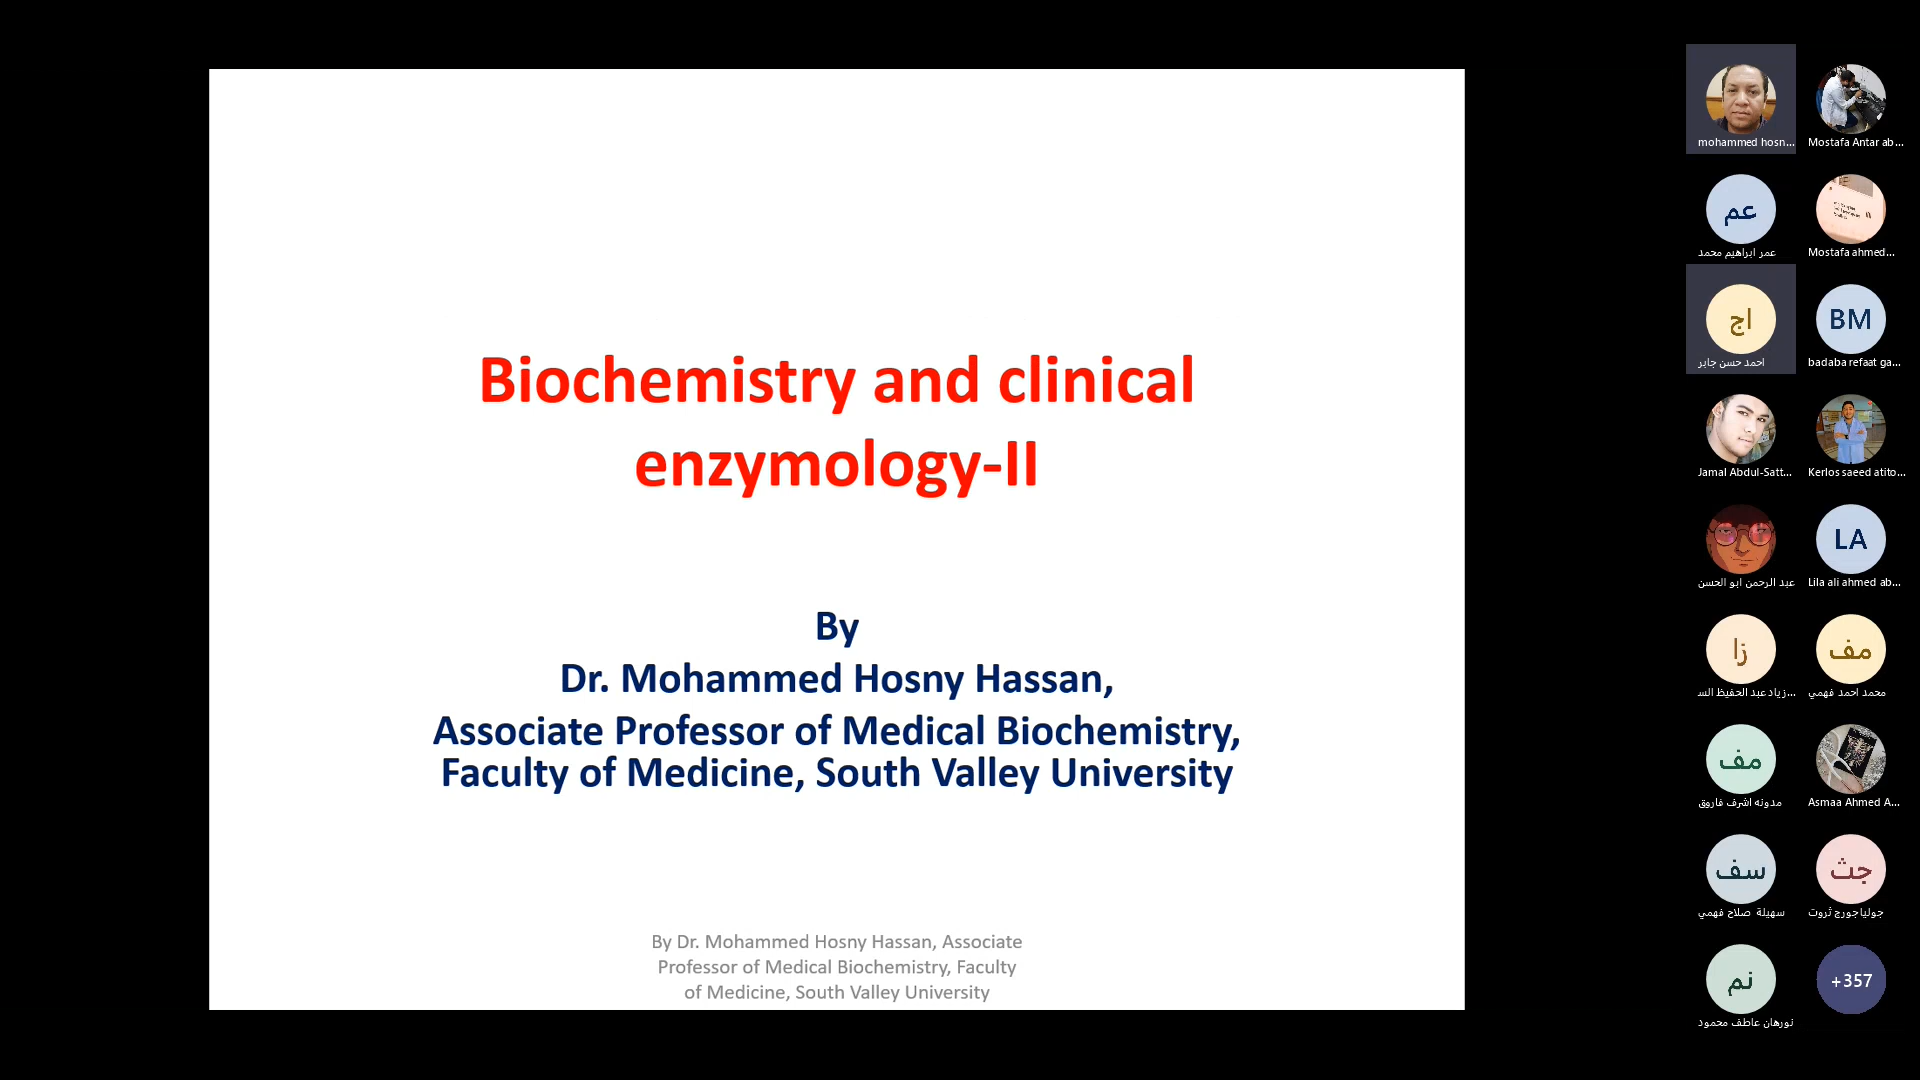 Biochemistry and clinical
enzymology-II
By
Dr. Mohammed Hosny Hassan,
Associate Professor of Medical Biochemistry,
Faculty of Medicine, South Valley University
By Dr. Mohammed Hosny Hassan, Associate
Professor of Medical Biochemistry, Faculty
of Medicine, South Valley University
mohammed hosn...
Mostafa Antar ab...
عم
عمر ابراهيم محمد
Mostafa ahmed...
اج
احمد حسن جابر
BM
badaba refaat ga...
Jamal Abdul-Satt...
Kerlos saeed atito...
عبد الرحمن ابو الحسن
LA
Lila ali ahmed ab...
زا
زياد عبد الحفيظ الس...
مف
محمد احمد فهمي
مف
مدونه اشرف فاروق
Asmaa Ahmed A...
سف
سهيلة صلاح فهمي
جث
جولياجورج ثروت
نم
نورهان عاطف محمود
+357